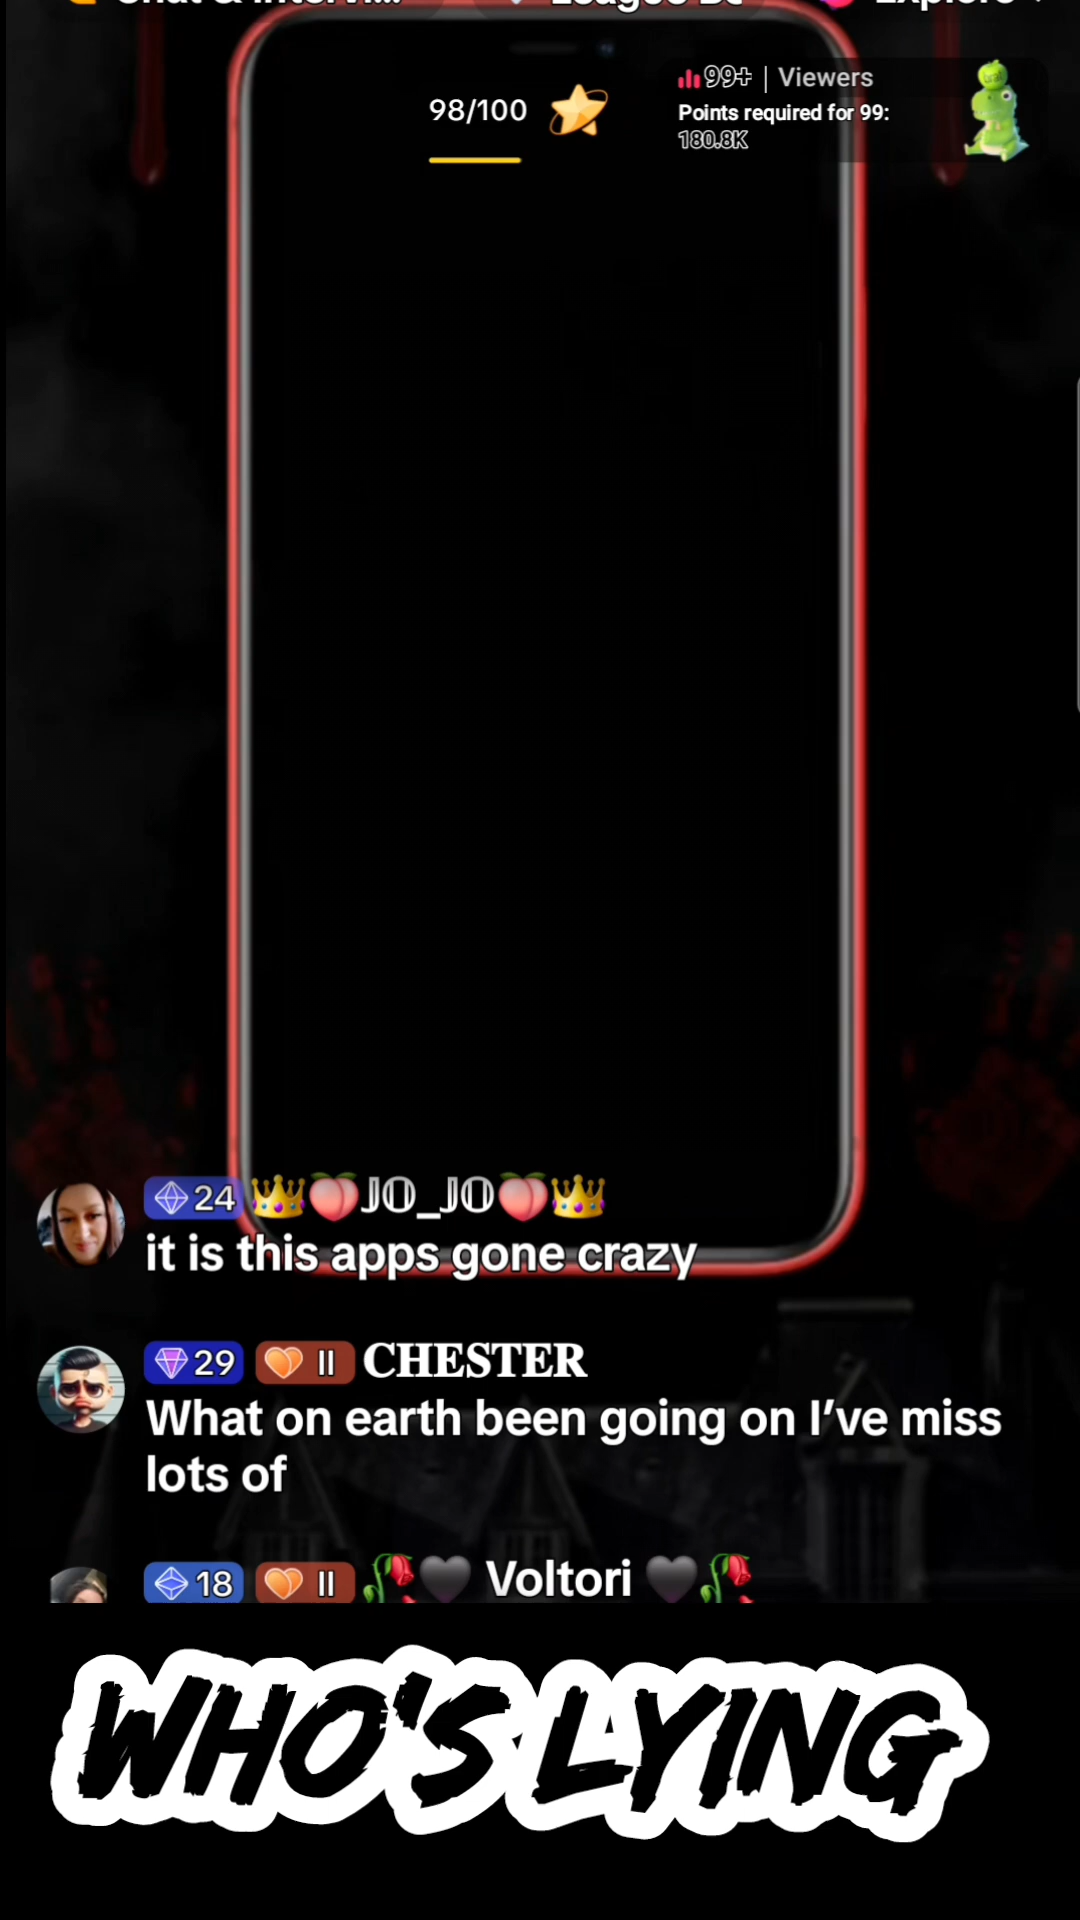 98/100
99+ | Viewers
Points required for 99:
180.8K
brat
24 👑🍑𝕁𝕆_𝕁𝕆🍑👑
it is this apps gone crazy
29 II CHESTER
What on earth been going on I've miss
lots of
18 II 🥀🖤 Voltori 🖤🥀
WHO'S LYING